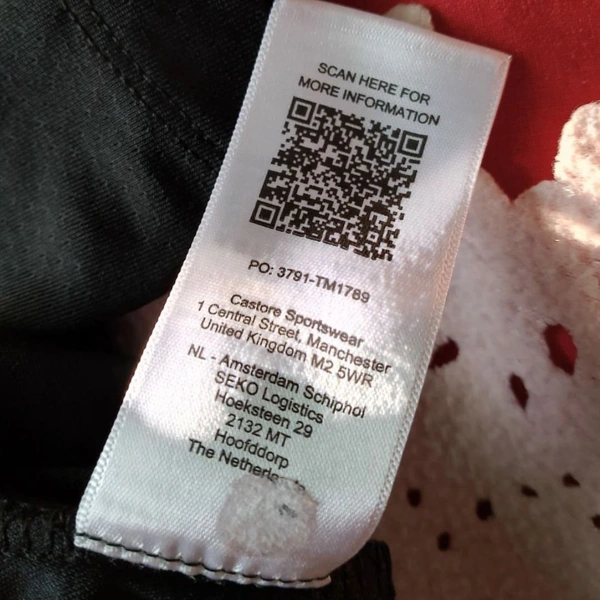 SCAN HERE FOR
MORE INFORMATION
PO: 3791-TM1789
Castore Sportswear
1 Central Street, Manchester
United Kingdom M2 5WR
NL - Amsterdam Schiphol
SEKO Logistics
Hoeksteen 29
2132 MT
Hoofddorp
The